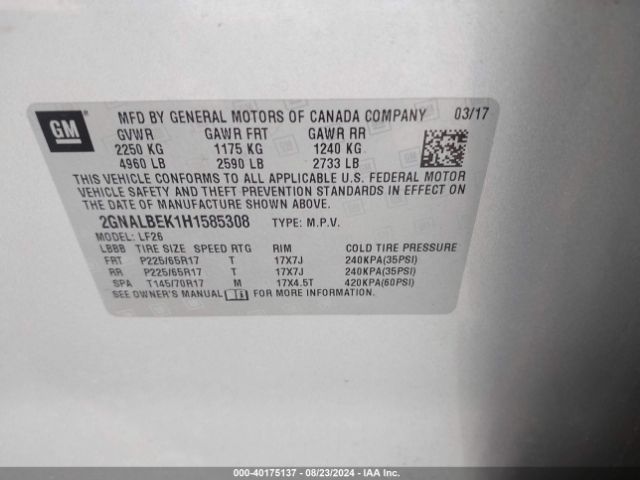 GM
MFD BY GENERAL MOTORS OF CANADA COMPANY 03/17
GVWR GAWR FRT GAWR RR
2250 KG 1175 KG 1240 KG
4960 LB 2590 LB 2733 LB
THIS VEHICLE CONFORMS TO ALL APPLICABLE U.S. FEDERAL MOTOR
VEHICLE SAFETY AND THEFT PREVENTION STANDARDS IN EFFECT ON
THE DATE OF MANUFACTURE SHOWN ABOVE.
2GNALBEK1H1585308 TYPE: M.P.V.
MODEL: LF26
LBBB TIRE SIZE SPEED RTG RIM COLD TIRE PRESSURE
FRT P225/65R17 T 17X7J 240KPA(35PSI)
RR P225/65R17 T 17X7J 240KPA(35PSI)
SPA T145/70R17 M 17X4.5T 420KPA(60PSI)
SEE OWNER'S MANUAL FOR MORE INFORMATION.
000-40175137 - 08/23/2024 - IAA Inc.